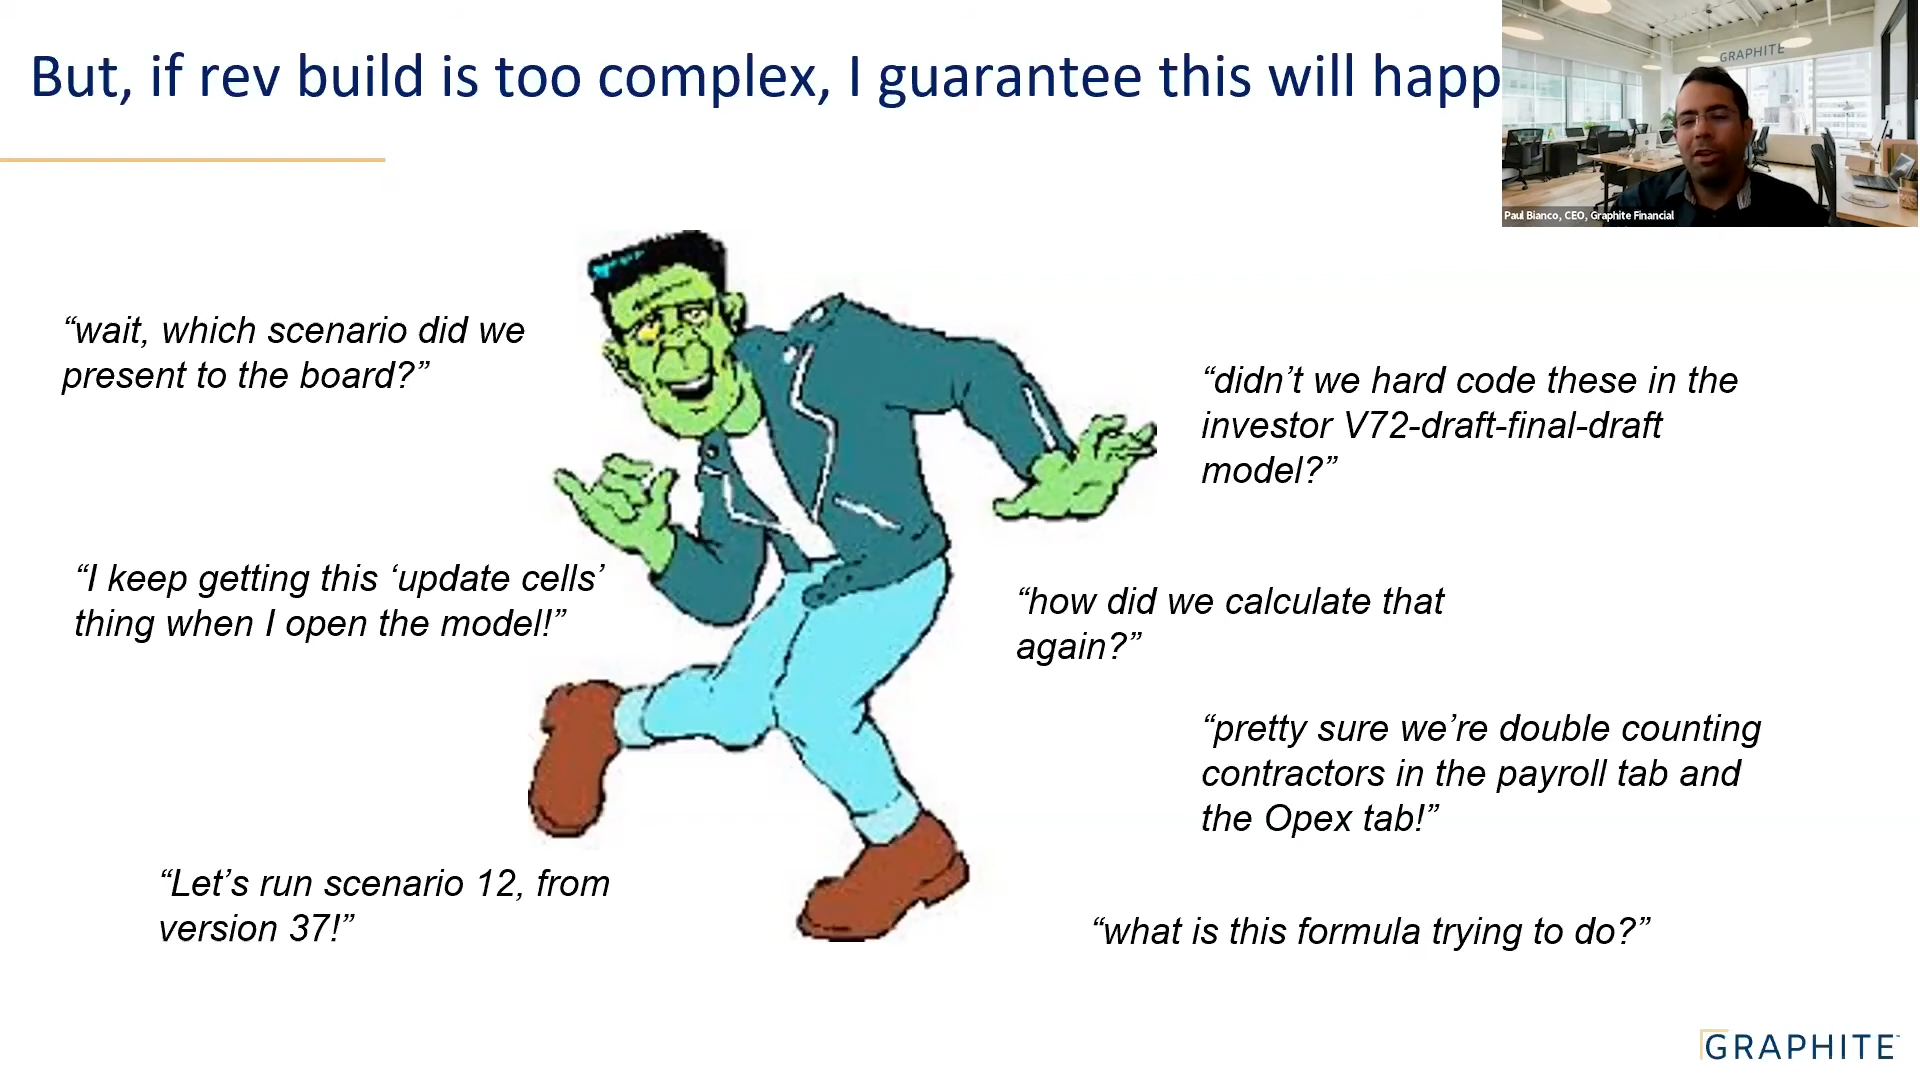 But, if rev build is too complex, I guarantee this will happ
GRAPHITE
Paul Bianco, CEO, Graphite Financial
“wait, which scenario did we
present to the board?”
“didn’t we hard code these in the
investor V72-draft-final-draft
model?”
“I keep getting this ‘update cells’
thing when I open the model!”
“how did we calculate that
again?”
“pretty sure we’re double counting
contractors in the payroll tab and
the Opex tab!”
“Let’s run scenario 12, from
version 37!”
“what is this formula trying to do?”
GRAPHITE